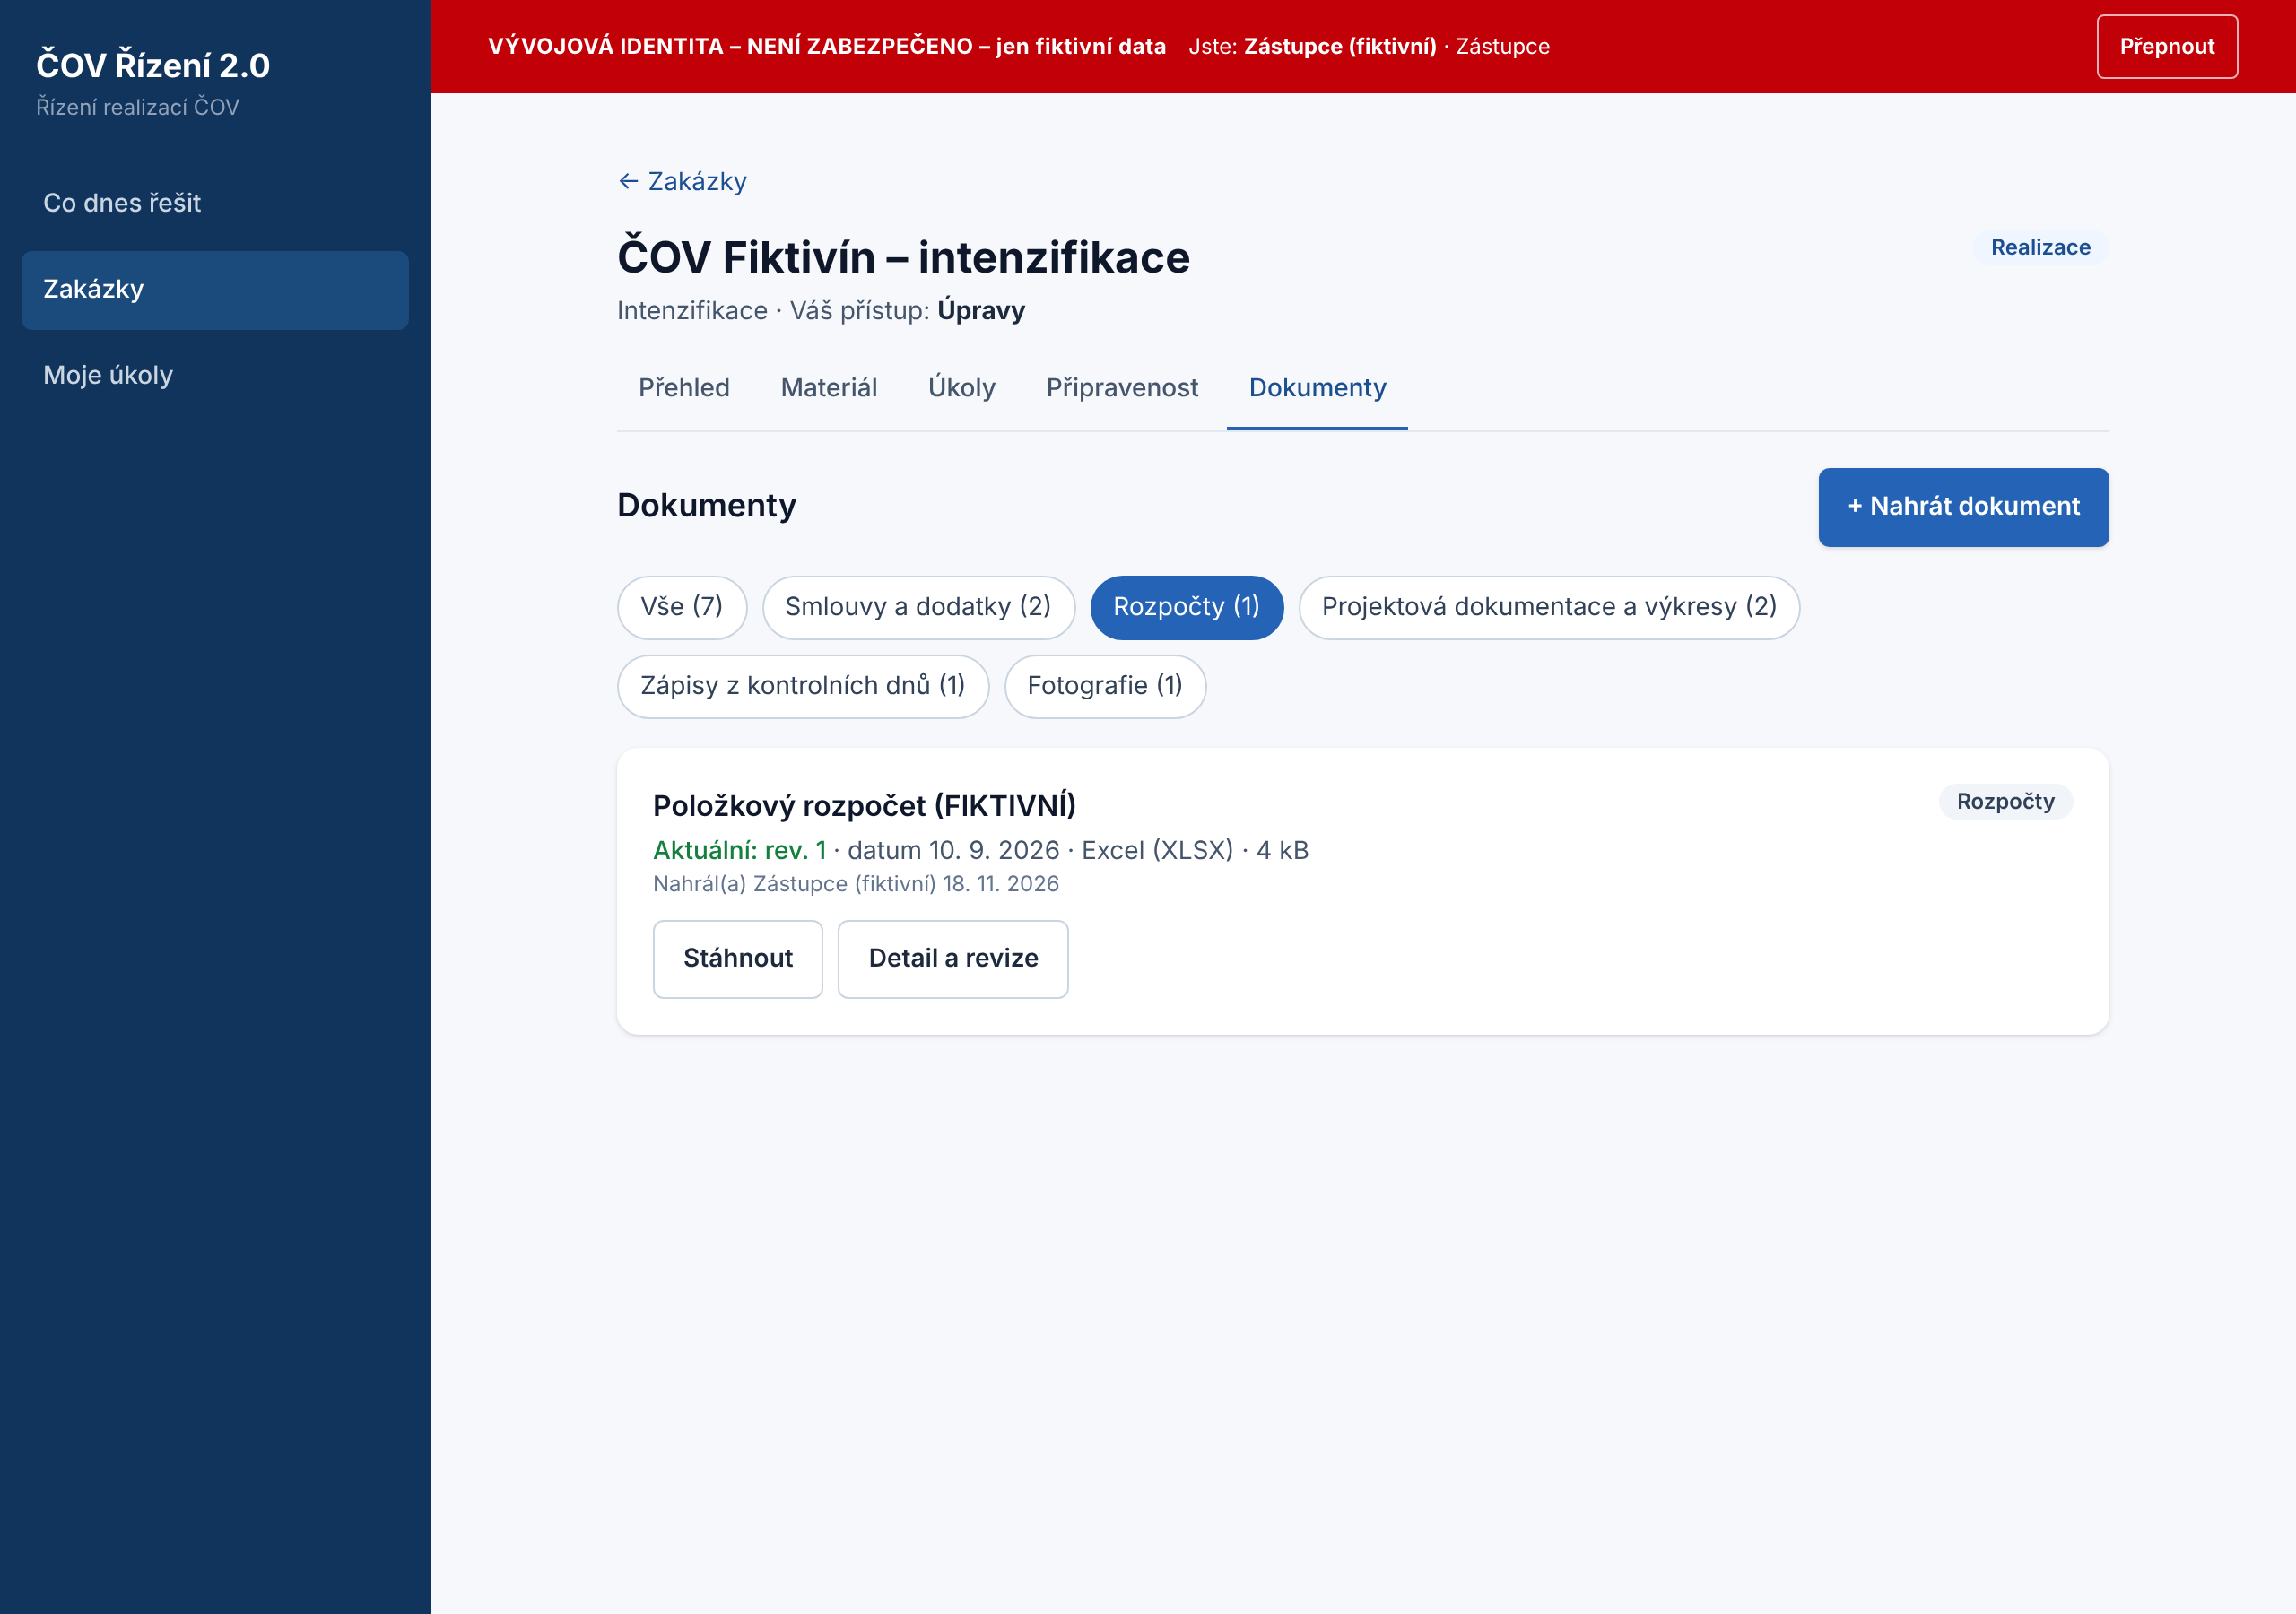 ČOV Řízení 2.0
Řízení realizací ČOV
Co dnes řešit
Zakázky
Moje úkoly
VÝVOJOVÁ IDENTITA – NENÍ ZABEZPEČENO – jen fiktivní data Jste: Zástupce (fiktivní) · Zástupce
Přepnout
← Zakázky
ČOV Fiktivín – intenzifikace
Realizace
Intenzifikace · Váš přístup: Úpravy
Přehled Materiál Úkoly Připravenost Dokumenty
Dokumenty
+ Nahrát dokument
Vše (7) Smlouvy a dodatky (2) Rozpočty (1) Projektová dokumentace a výkresy (2)
Zápisy z kontrolních dnů (1) Fotografie (1)
Položkový rozpočet (FIKTIVNÍ)
Rozpočty
Aktuální: rev. 1 · datum 10. 9. 2026 · Excel (XLSX) · 4 kB
Nahrál(a) Zástupce (fiktivní) 18. 11. 2026
Stáhnout Detail a revize